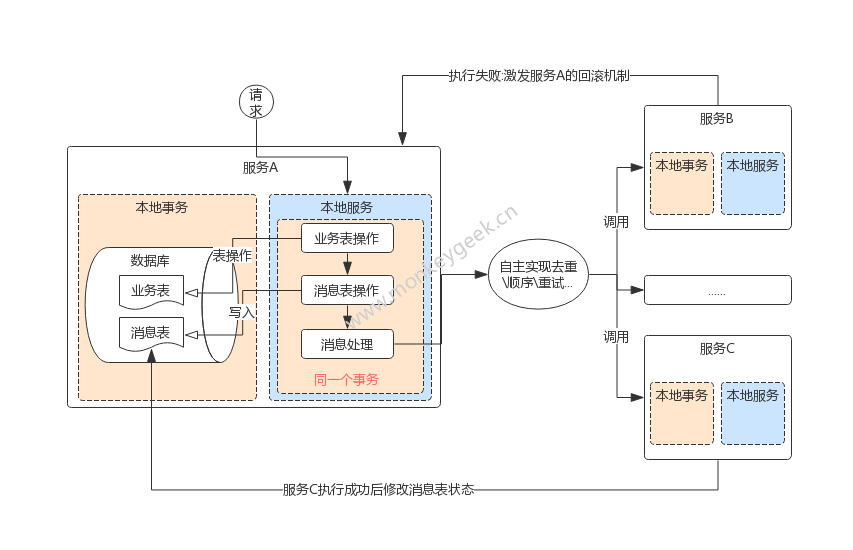 执行失败:激发服务A的回滚机制
请
求
服务B
本地事务
本地服务
服务A
本地事务
本地服务
调用
业务表操作
表操作
数据库
自主实现去重
\顺序\重试...
业务表
消息表操作
......
写入
消息表
消息处理
调用
服务C
同一个事务
本地事务
本地服务
服务C执行成功后修改消息表状态
www.monkeygeek.cn